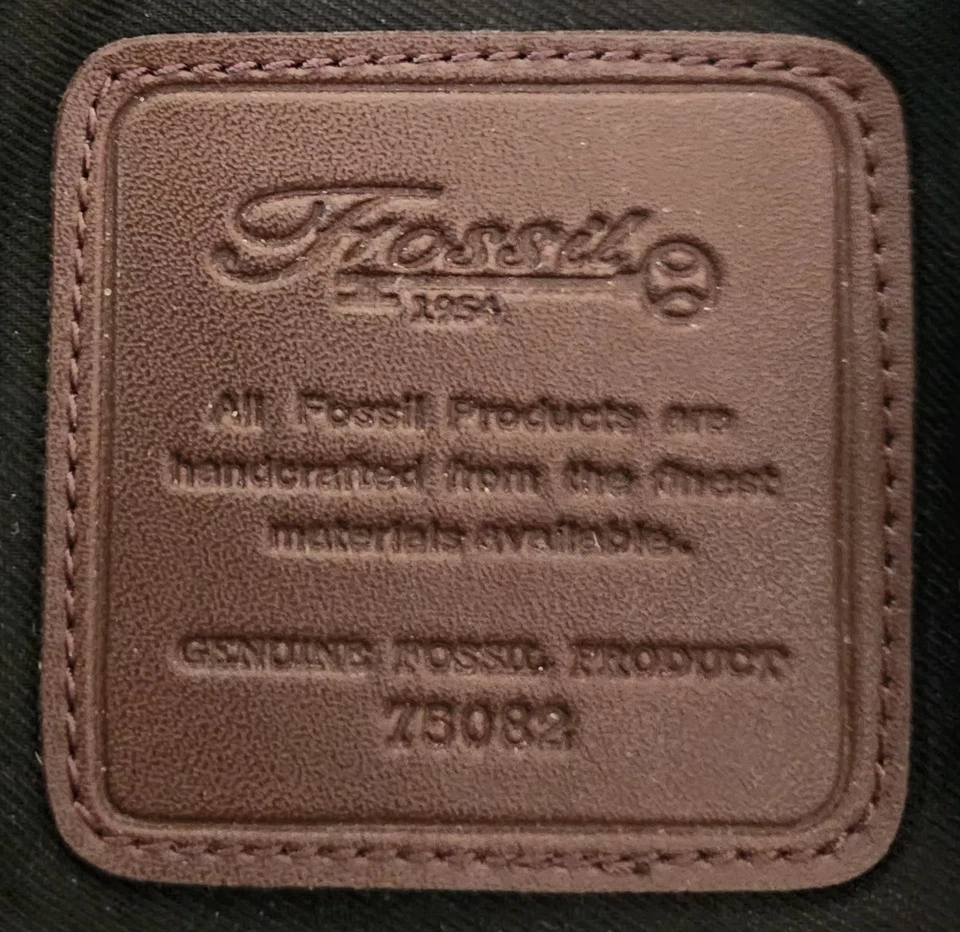 Fossil
1954
All Fossil Products are
handcrafted from the finest
materials available.
GENUINE FOSSIL PRODUCT
75082